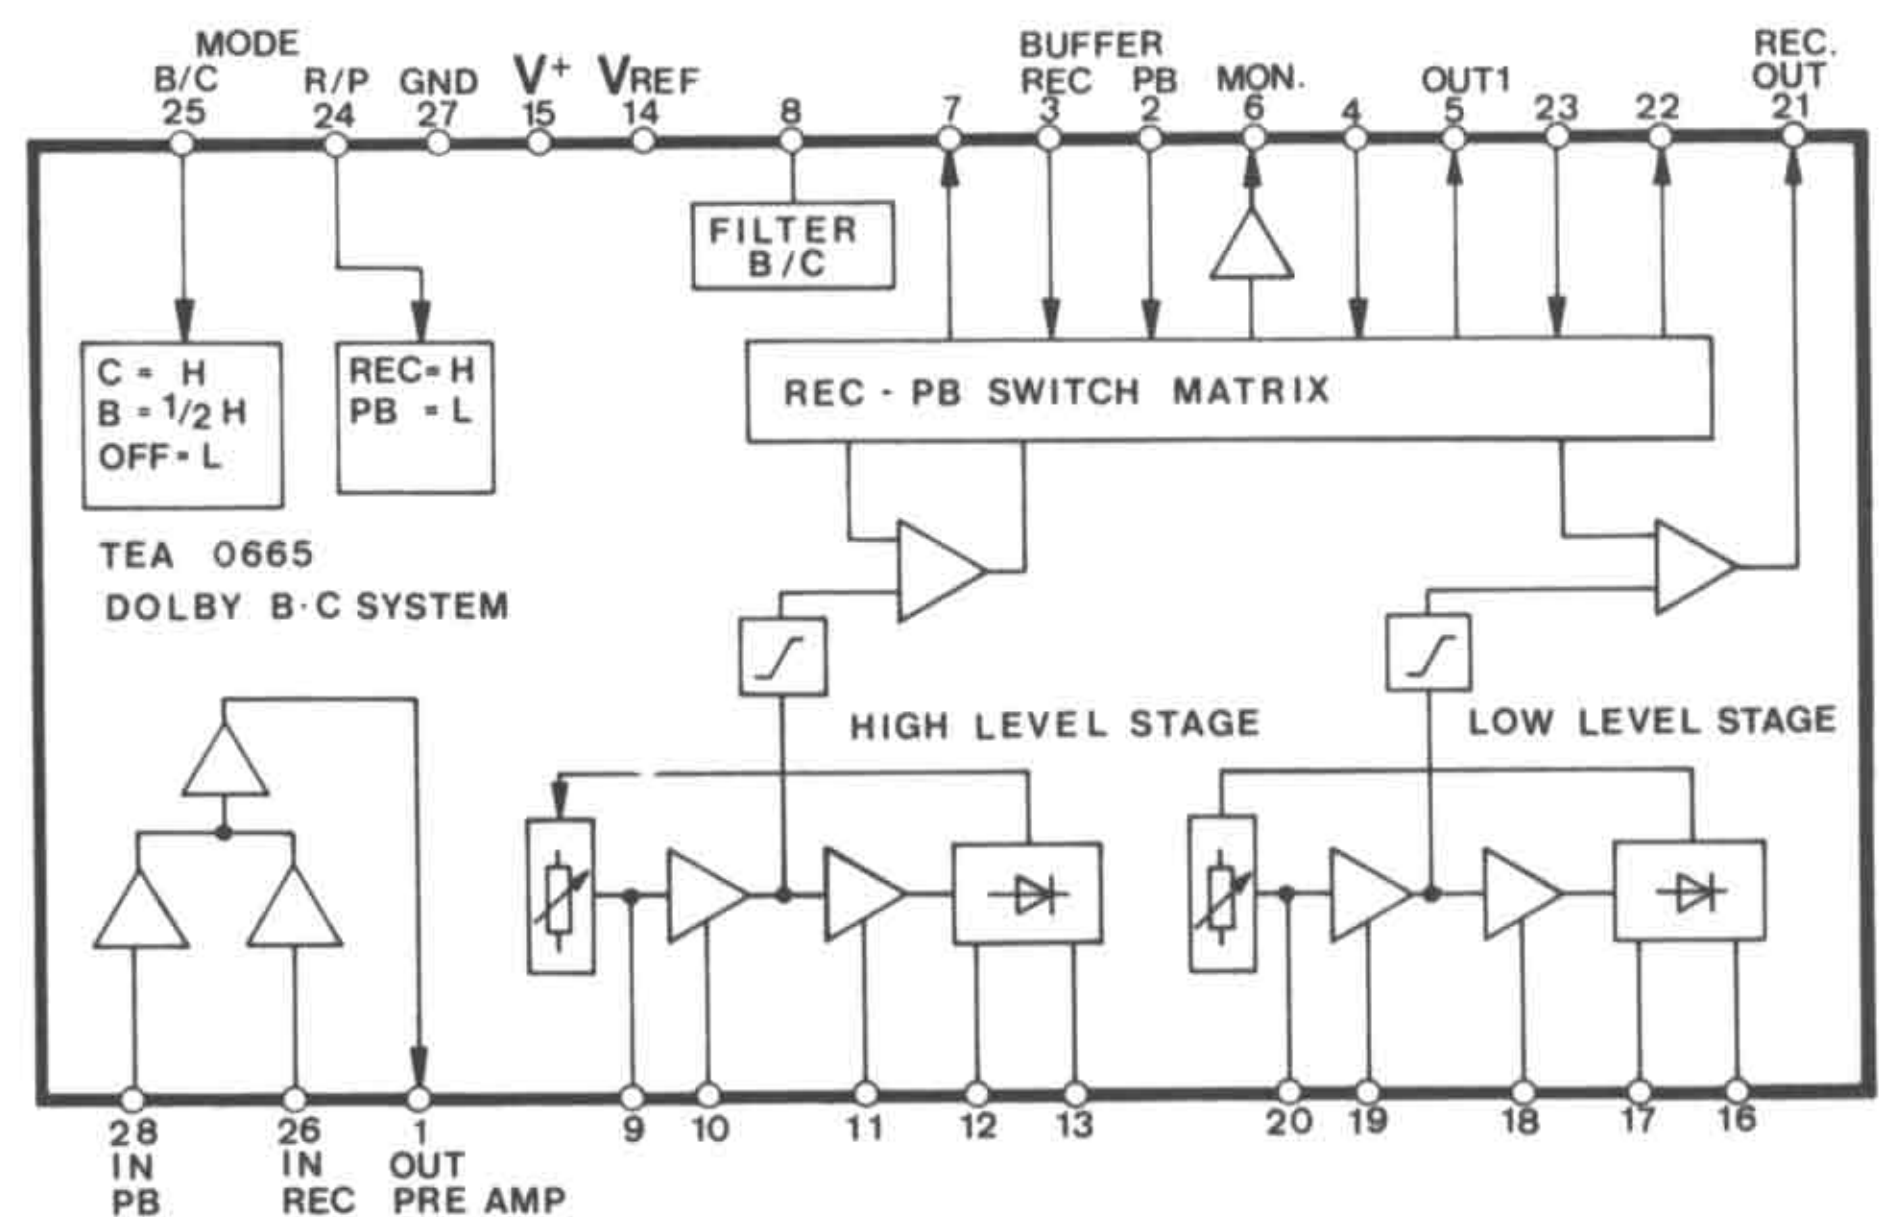 MODE
BUFFER
REC.
B/C
R/P
GND
V+
VREF
REC
PB
MON.
OUT1
OUT
25
24
27
15
14
8
7
3
2
6
4
5
23
22
21
FILTER
B/C
C = H
B = 1/2 H
OFF = L
REC = H
PB = L
REC - PB SWITCH MATRIX
TEA 0665
DOLBY B·C SYSTEM
HIGH LEVEL STAGE
LOW LEVEL STAGE
28
26
1
9
10
11
12
13
20
19
18
17
16
IN
IN
OUT
PB
REC
PRE AMP